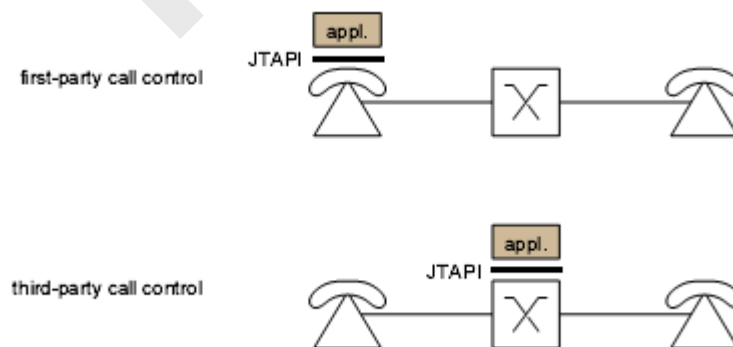 appl.
JTAPI
first-party call control
appl.
JTAPI
third-party call control